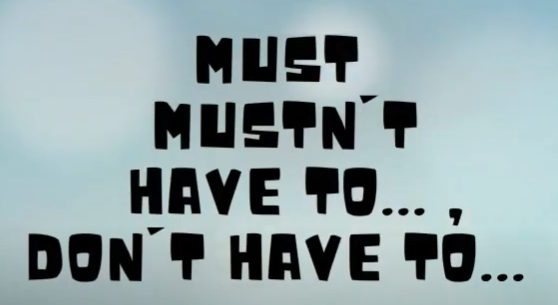 MUST
MUSTN´T
HAVE TO... ,
DON´T HAVE TO...